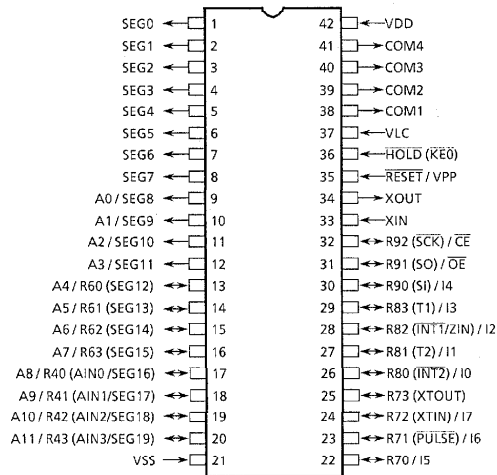 SEG0 1 42 VDD
SEG1 2 41 COM4
SEG2 3 40 COM3
SEG3 4 39 COM2
SEG4 5 38 COM1
SEG5 6 37 VLC
SEG6 7 36 HOLD (KE0)
SEG7 8 35 RESET / VPP
A0 / SEG8 9 34 XOUT
A1 / SEG9 10 33 XIN
A2 / SEG10 11 32 R92 (SCK) / CE
A3 / SEG11 12 31 R91 (SO) / OE
A4 / R60 (SEG12) 13 30 R90 (SI) / I4
A5 / R61 (SEG13) 14 29 R83 (T1) / I3
A6 / R62 (SEG14) 15 28 R82 (INT1/ZIN) / I2
A7 / R63 (SEG15) 16 27 R81 (T2) / I1
A8 / R40 (AIN0/SEG16) 17 26 R80 (INT2) / I0
A9 / R41 (AIN1/SEG17) 18 25 R73 (XTOUT)
A10 / R42 (AIN2/SEG18) 19 24 R72 (XTIN) / I7
A11 / R43 (AIN3/SEG19) 20 23 R71 (PULSE) / I6
VSS 21 22 R70 / I5